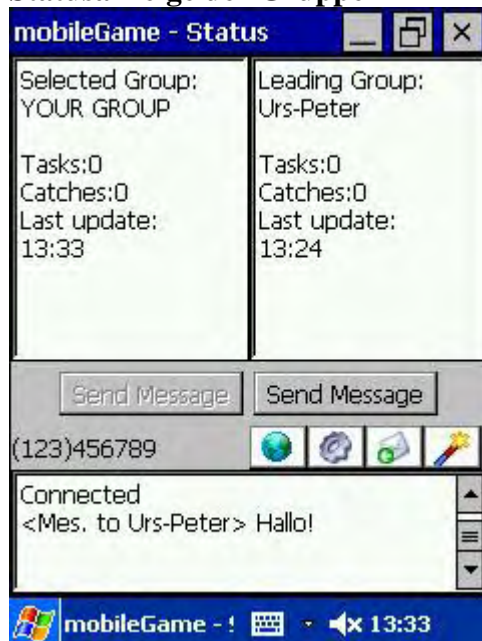 mobileGame - Status
Selected Group:
YOUR GROUP
Tasks:0
Catches:0
Last update:
13:33
Leading Group:
Urs-Peter
Tasks:0
Catches:0
Last update:
13:24
Send Message
Send Message
(123)456789
Connected
<Mes. to Urs-Peter> Hallo!
mobileGame - S
13:33